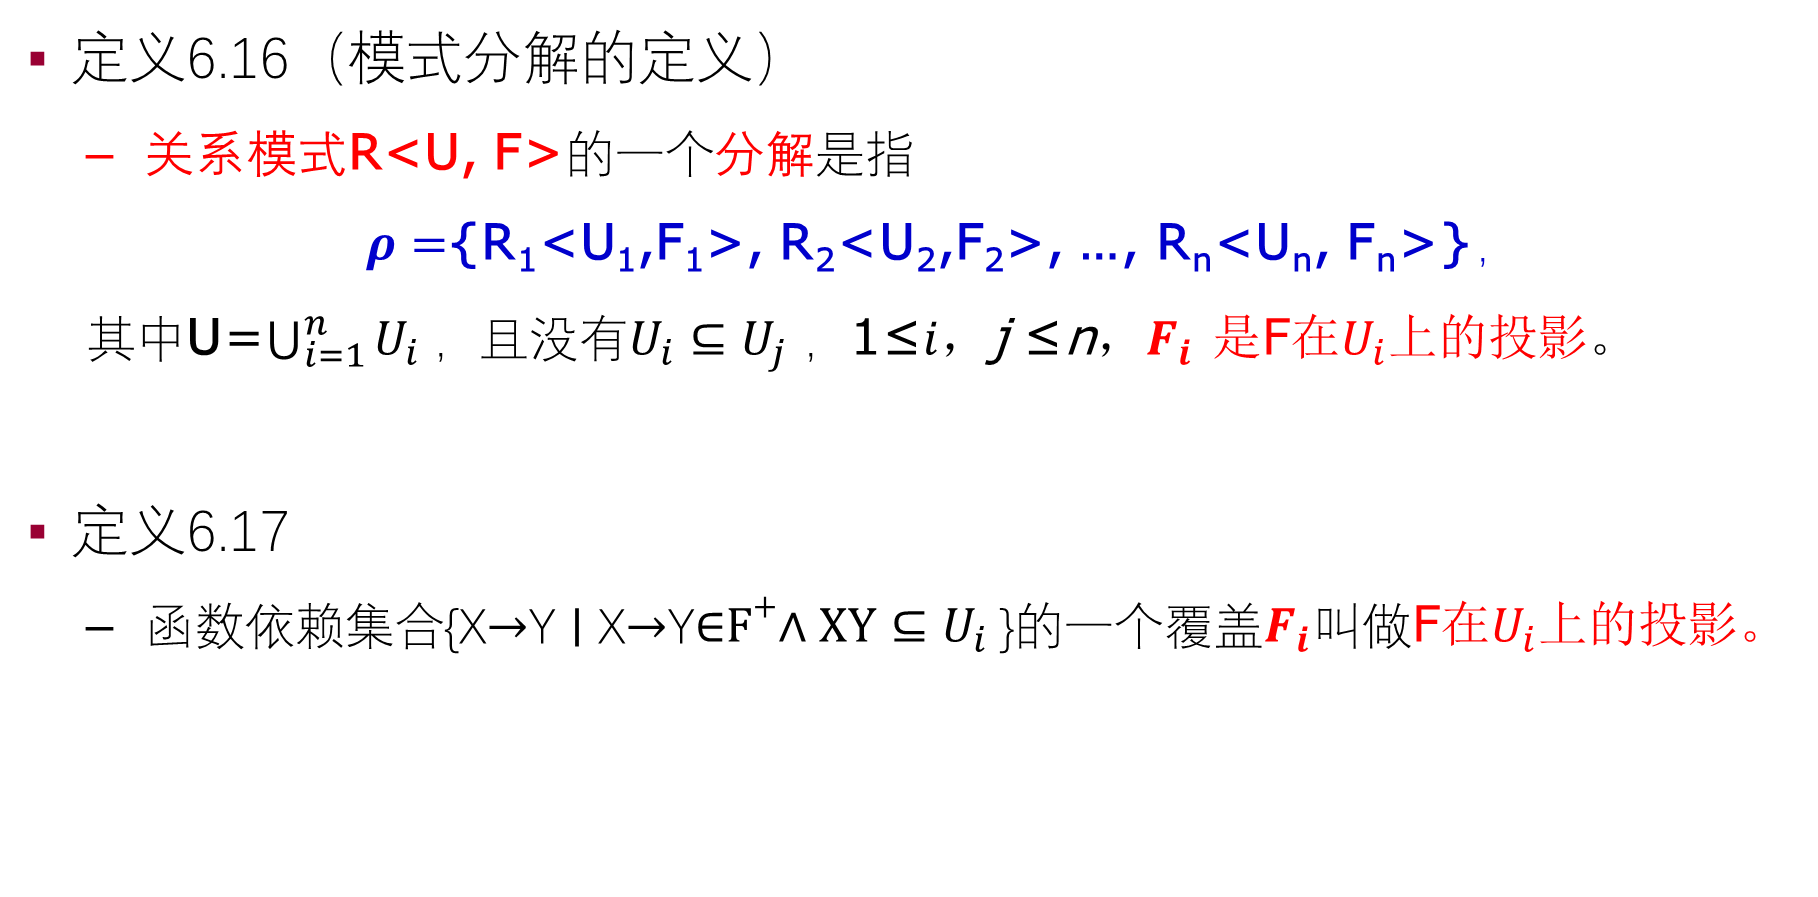 ▪ 定义6.16（模式分解的定义）
– 关系模式R<U, F>的一个分解是指
ρ ={R₁<U₁,F₁>, R₂<U₂,F₂>, …, Rₙ<Uₙ, Fₙ>}，
其中U=⋃ⁿᵢ₌₁ Uᵢ，且没有Uᵢ ⊆ Uⱼ，1≤i，j ≤n，Fᵢ 是F在Uᵢ上的投影。
▪ 定义6.17
– 函数依赖集合{X→Y | X→Y∈F⁺∧ XY ⊆ Uᵢ }的一个覆盖Fᵢ叫做F在Uᵢ上的投影。